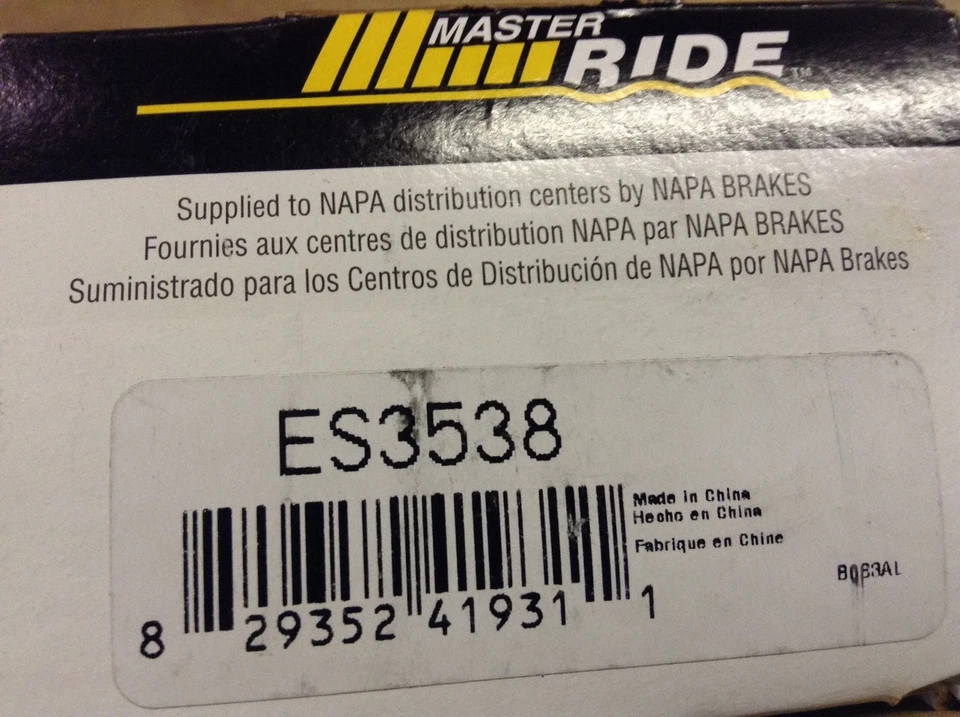 MASTER
RIDE™
Supplied to NAPA distribution centers by NAPA BRAKES
Fournies aux centres de distribution NAPA par NAPA BRAKES
Suministrado para los Centros de Distribución de NAPA por NAPA Brakes
ES3538
Made in China
Hecho en China
Fabrique en Chine
8 29352 41931 1